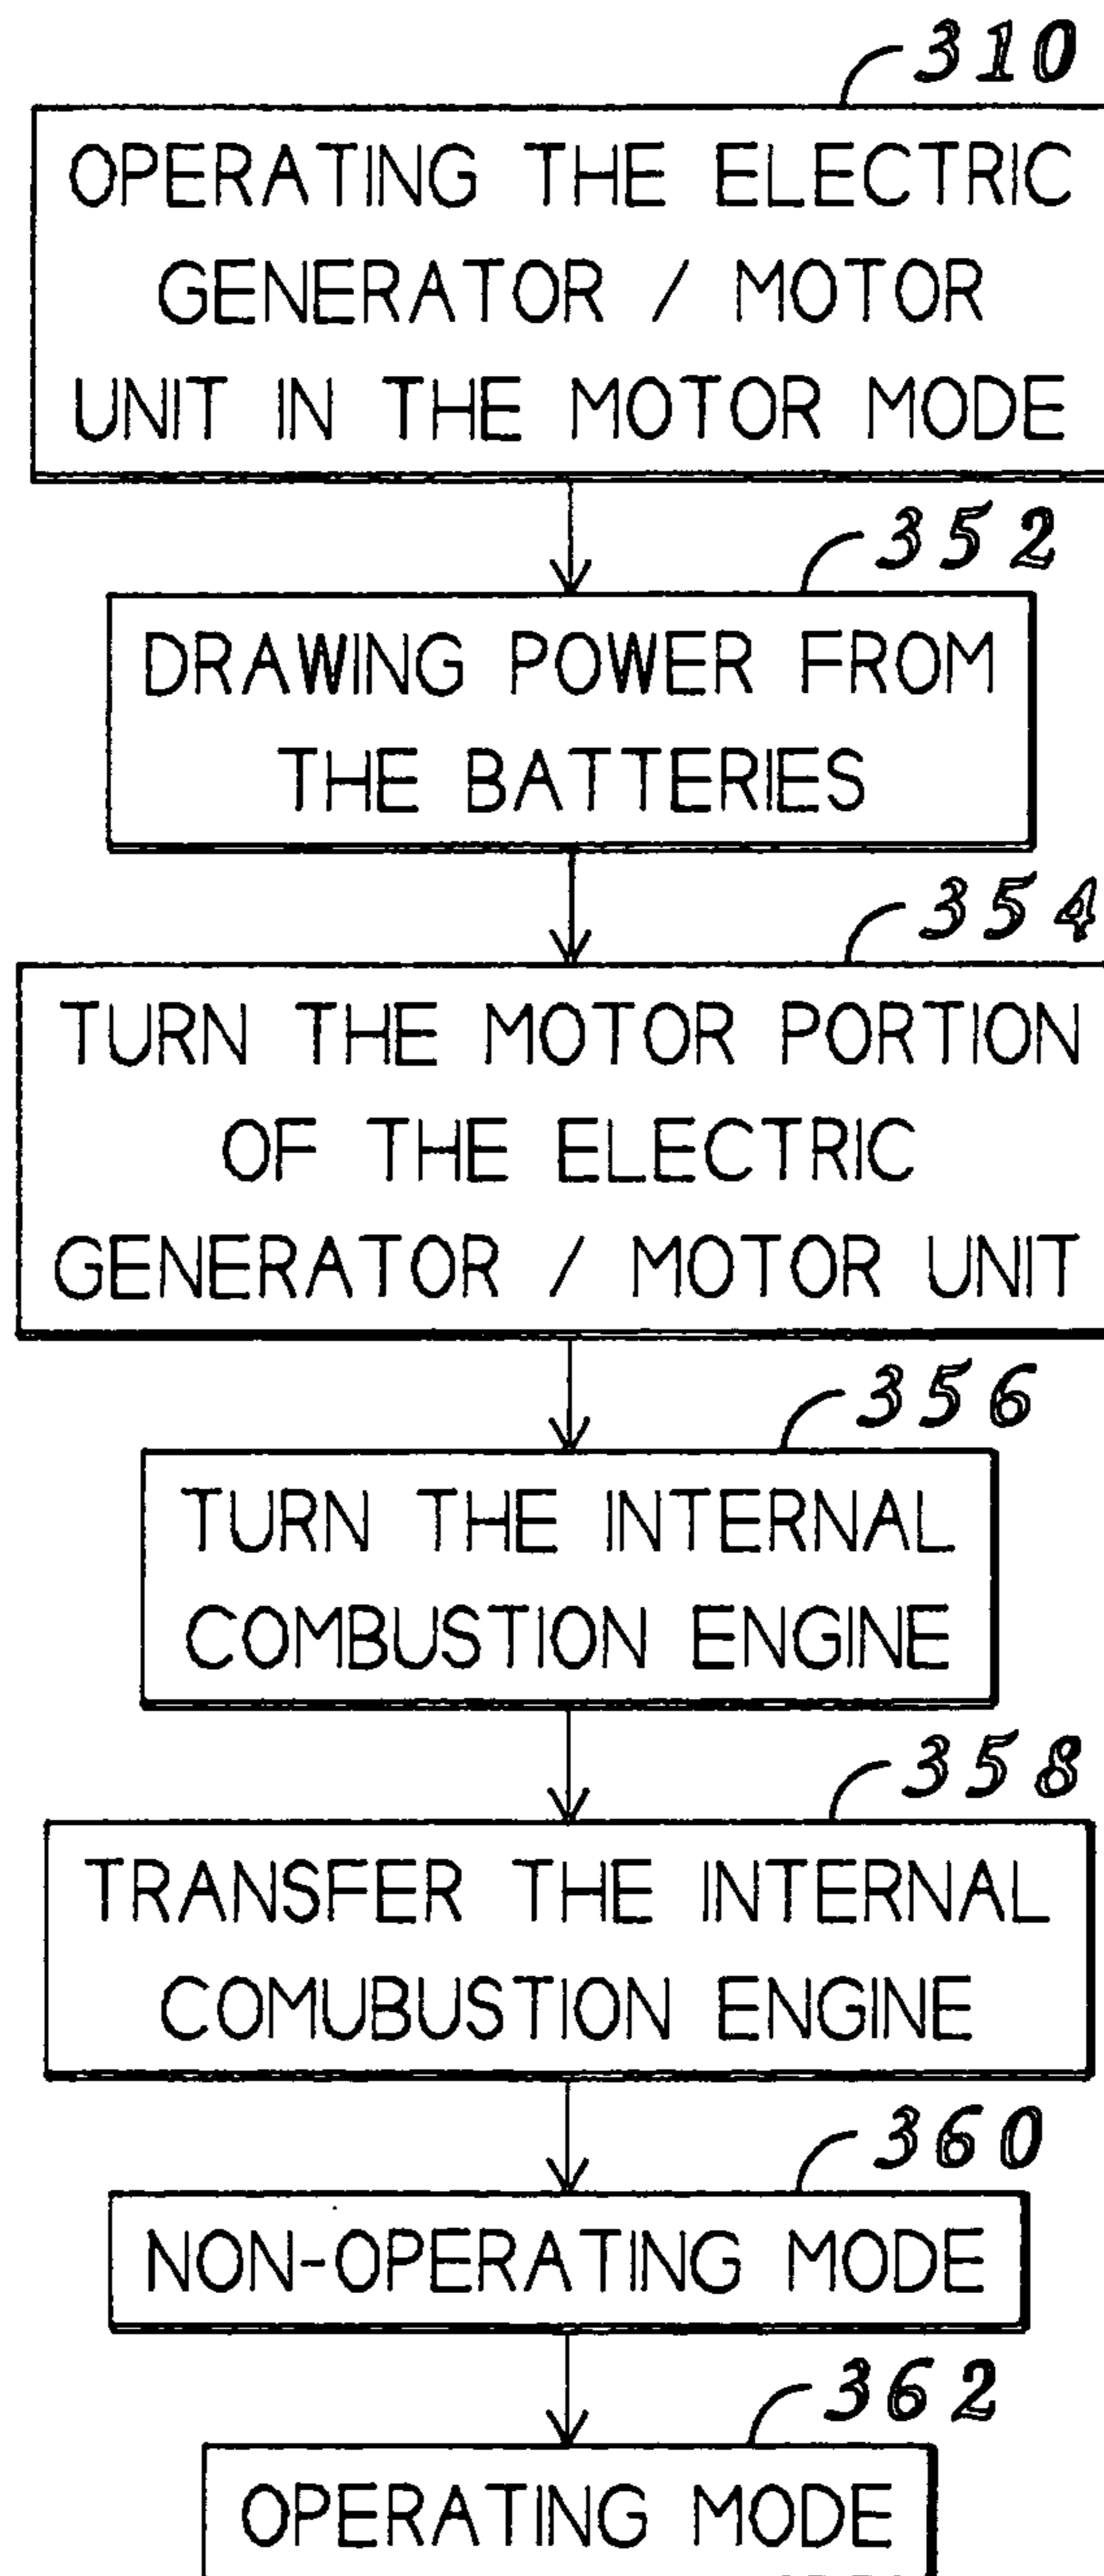 310
OPERATING THE ELECTRIC
GENERATOR / MOTOR
UNIT IN THE MOTOR MODE
352
DRAWING POWER FROM
THE BATTERIES
354
TURN THE MOTOR PORTION
OF THE ELECTRIC
GENERATOR / MOTOR UNIT
356
TURN THE INTERNAL
COMBUSTION ENGINE
358
TRANSFER THE INTERNAL
COMUBUSTION ENGINE
360
NON-OPERATING MODE
362
OPERATING MODE